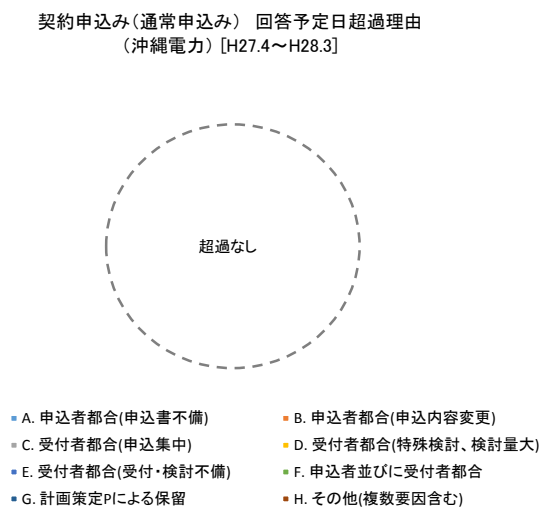 契約申込み(通常申込み) 回答予定日超過理由
(沖縄電力) [H27.4～H28.3]
超過なし
A. 申込者都合(申込書不備)
B. 申込者都合(申込内容変更)
C. 受付者都合(申込集中)
D. 受付者都合(特殊検討、検討量大)
E. 受付者都合(受付・検討不備)
F. 申込者並びに受付者都合
G. 計画策定Pによる保留
H. その他(複数要因含む)